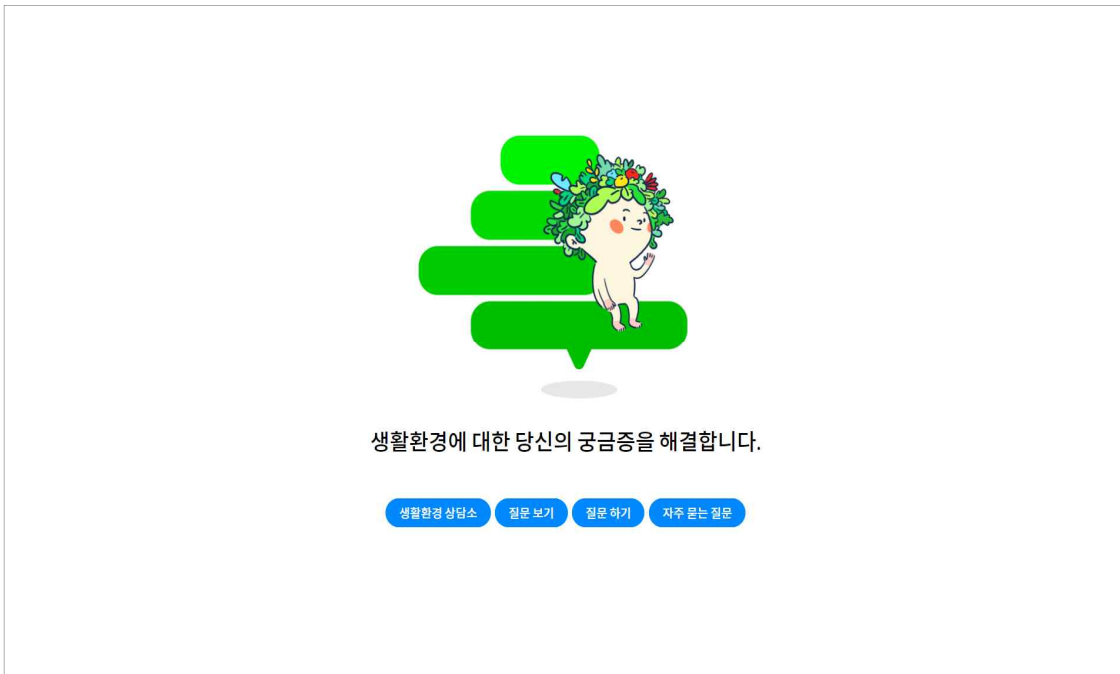 생활환경에 대한 당신의 궁금증을 해결합니다.
생활환경 상담소 질문 보기 질문 하기 자주 묻는 질문